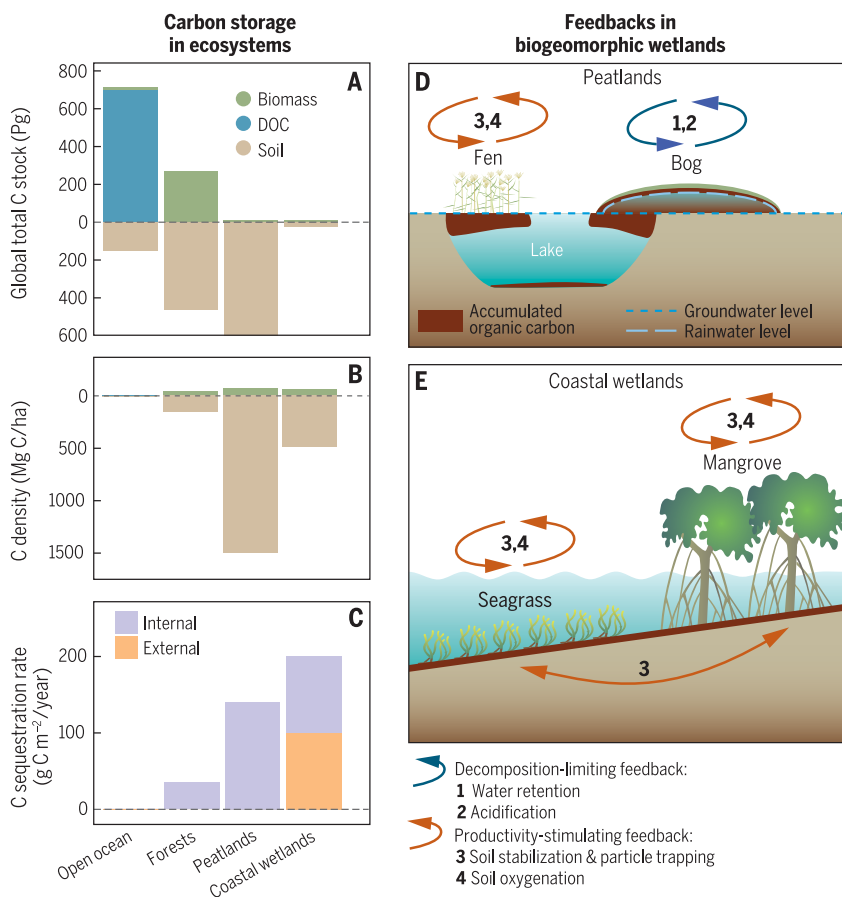 Carbon storage
in ecosystems
A
Global total C stock (Pg)
800
600
400
200
0
200
400
600
Biomass
DOC
Soil
B
C density (Mg C/ha)
0
500
1000
1500
C
C sequestration rate
(g C m⁻²/year)
200
100
0
Internal
External
Open ocean
Forests
Peatlands
Coastal wetlands
Feedbacks in
biogeomorphic wetlands
D
Peatlands
3,4
1,2
Fen
Bog
Lake
Accumulated
organic carbon
Groundwater level
Rainwater level
E
Coastal wetlands
3,4
Mangrove
3,4
Seagrass
3
Decomposition-limiting feedback:
1 Water retention
2 Acidification
Productivity-stimulating feedback:
3 Soil stabilization & particle trapping
4 Soil oxygenation